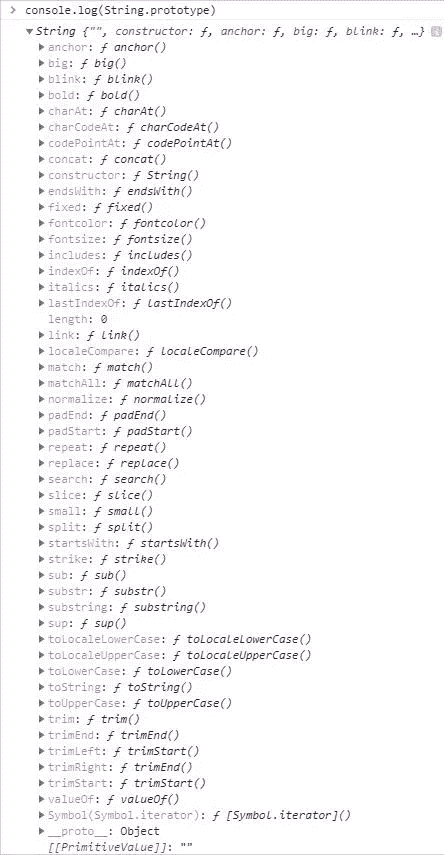 > console.log(String.prototype)
▼String {"", constructor: ƒ, anchor: ƒ, big: ƒ, blink: ƒ, …} i
▶anchor: ƒ anchor()
▶big: ƒ big()
▶blink: ƒ blink()
▶bold: ƒ bold()
▶charAt: ƒ charAt()
▶charCodeAt: ƒ charCodeAt()
▶codePointAt: ƒ codePointAt()
▶concat: ƒ concat()
▶constructor: ƒ String()
▶endsWith: ƒ endsWith()
▶fixed: ƒ fixed()
▶fontcolor: ƒ fontcolor()
▶fontsize: ƒ fontsize()
▶includes: ƒ includes()
▶indexOf: ƒ indexOf()
▶italics: ƒ italics()
▶lastIndexOf: ƒ lastIndexOf()
length: 0
▶link: ƒ link()
▶localeCompare: ƒ localeCompare()
▶match: ƒ match()
▶matchAll: ƒ matchAll()
▶normalize: ƒ normalize()
▶padEnd: ƒ padEnd()
▶padStart: ƒ padStart()
▶repeat: ƒ repeat()
▶replace: ƒ replace()
▶search: ƒ search()
▶slice: ƒ slice()
▶small: ƒ small()
▶split: ƒ split()
▶startsWith: ƒ startsWith()
▶strike: ƒ strike()
▶sub: ƒ sub()
▶substr: ƒ substr()
▶substring: ƒ substring()
▶sup: ƒ sup()
▶toLocaleLowerCase: ƒ toLocaleLowerCase()
▶toLocaleUpperCase: ƒ toLocaleUpperCase()
▶toLowerCase: ƒ toLowerCase()
▶toString: ƒ toString()
▶toUpperCase: ƒ toUpperCase()
▶trim: ƒ trim()
▶trimEnd: ƒ trimEnd()
▶trimLeft: ƒ trimStart()
▶trimRight: ƒ trimEnd()
▶trimStart: ƒ trimStart()
▶valueOf: ƒ valueOf()
▶Symbol(Symbol.iterator): ƒ [Symbol.iterator]()
▶__proto__: Object
[[PrimitiveValue]]: ""